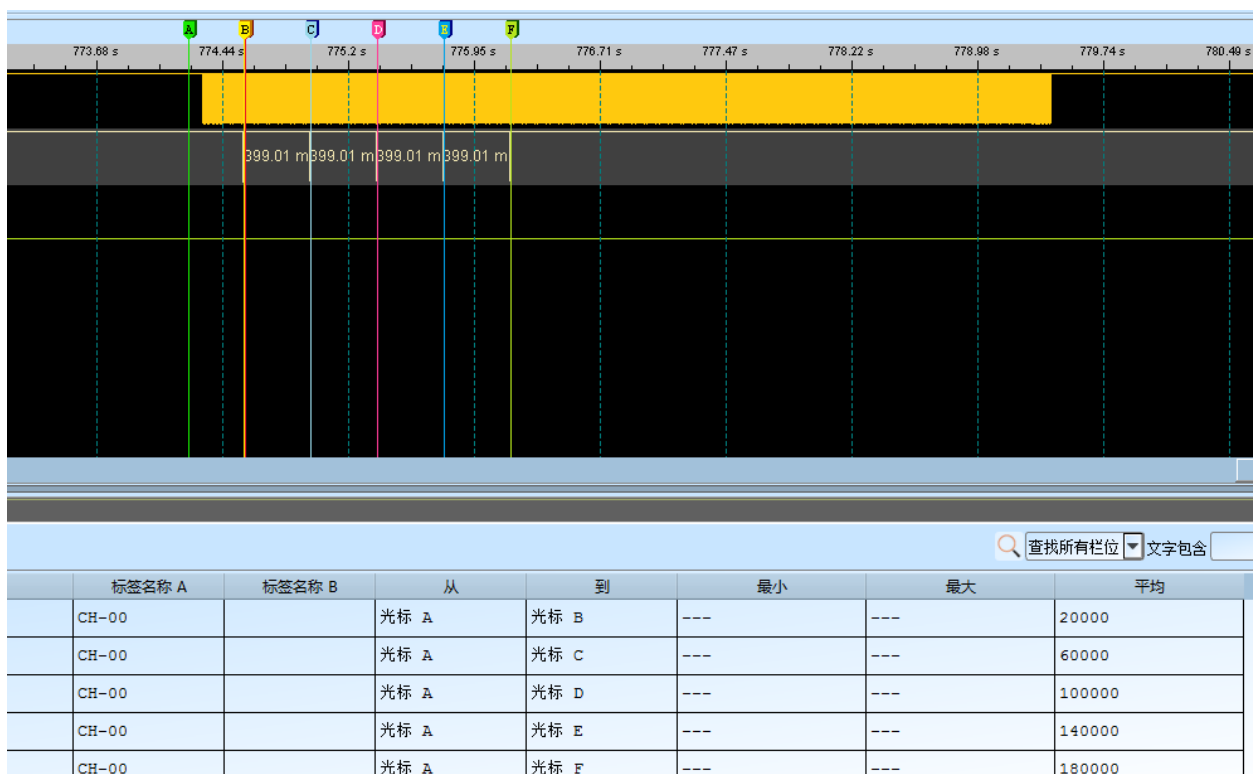 A B C D E F
773.68 s 774.44 s 775.2 s 775.95 s 776.71 s 777.47 s 778.22 s 778.98 s 779.74 s 780.49 s
399.01 m 399.01 m 399.01 m 399.01 m
查找所有栏位 文字包含
标签名称 A 标签名称 B 从 到 最小 最大 平均
CH-00 光标 A 光标 B --- --- 20000
CH-00 光标 A 光标 C --- --- 60000
CH-00 光标 A 光标 D --- --- 100000
CH-00 光标 A 光标 E --- --- 140000
CH-00 光标 A 光标 F --- --- 180000